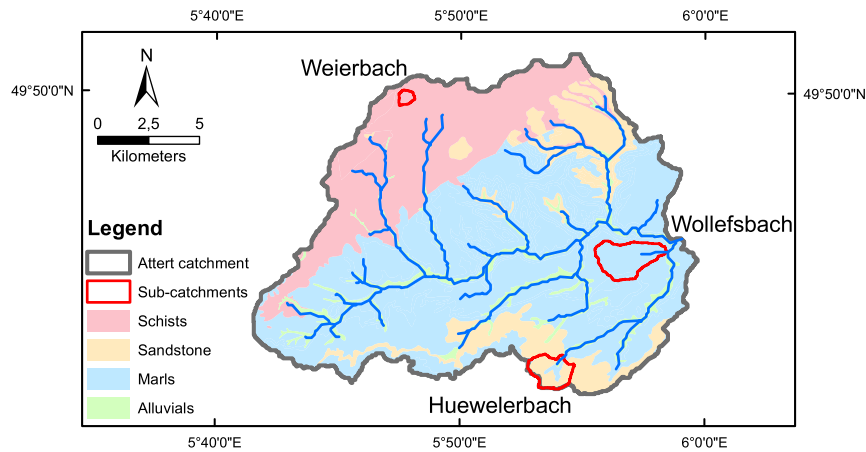 5°40'0"E 5°50'0"E 6°0'0"E
49°50'0"N
49°50'0"N
N
0 2,5 5
Kilometers
Weierbach
Wollefsbach
Huewelerbach
Legend
Attert catchment
Sub-catchments
Schists
Sandstone
Marls
Alluvials
5°40'0"E 5°50'0"E 6°0'0"E